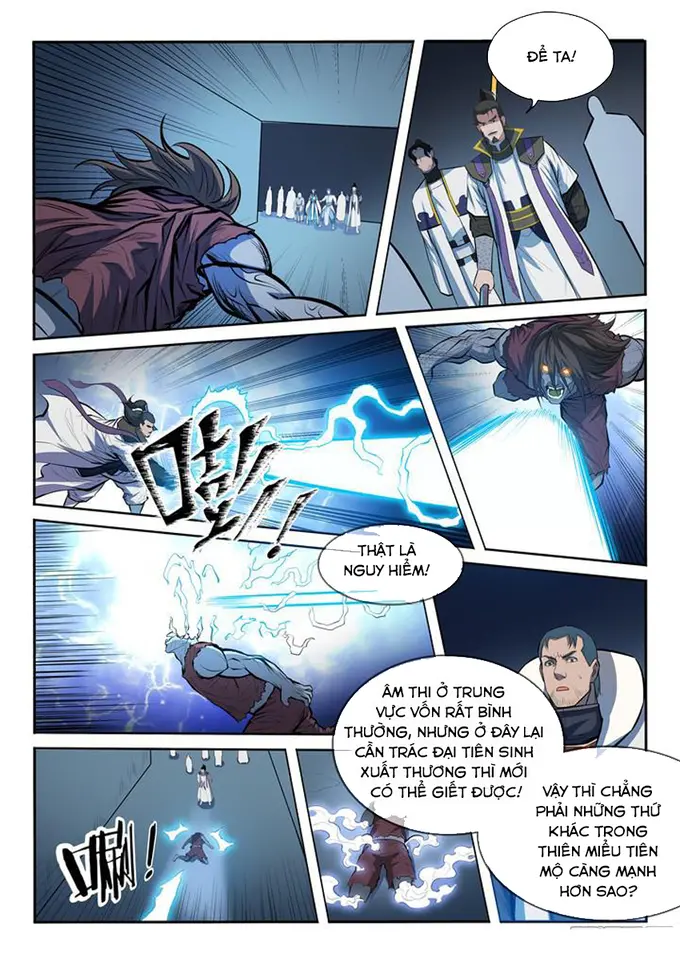 ĐỂ TA!
嘭!!
THẬT LÀ
NGUY HIỂM!
ÂM THI Ở TRUNG
VỰC VỐN RẤT BÌNH
THƯỜNG, NHƯNG Ở ĐÂY LẠI
CẦN TRÁC ĐẠI TIÊN SINH
XUẤT THƯƠNG THÌ MỚI
CÓ THỂ GIẾT ĐƯỢC!
VẬY THÌ CHẲNG
PHẢI NHỮNG THỨ
KHÁC TRONG
THIÊN MIỂU TIÊN
MỘ CÀNG MẠNH
HƠN SAO?